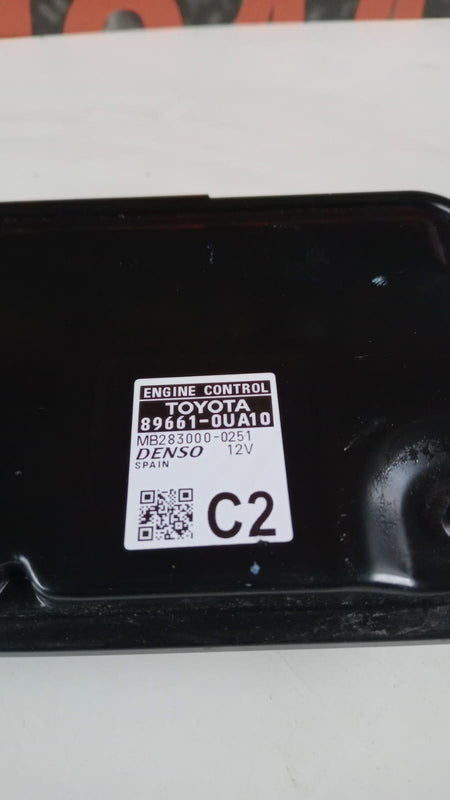 ENGINE CONTROL
TOYOTA
89661-0UA10
MB283000-0251
DENSO 12V
SPAIN
C2